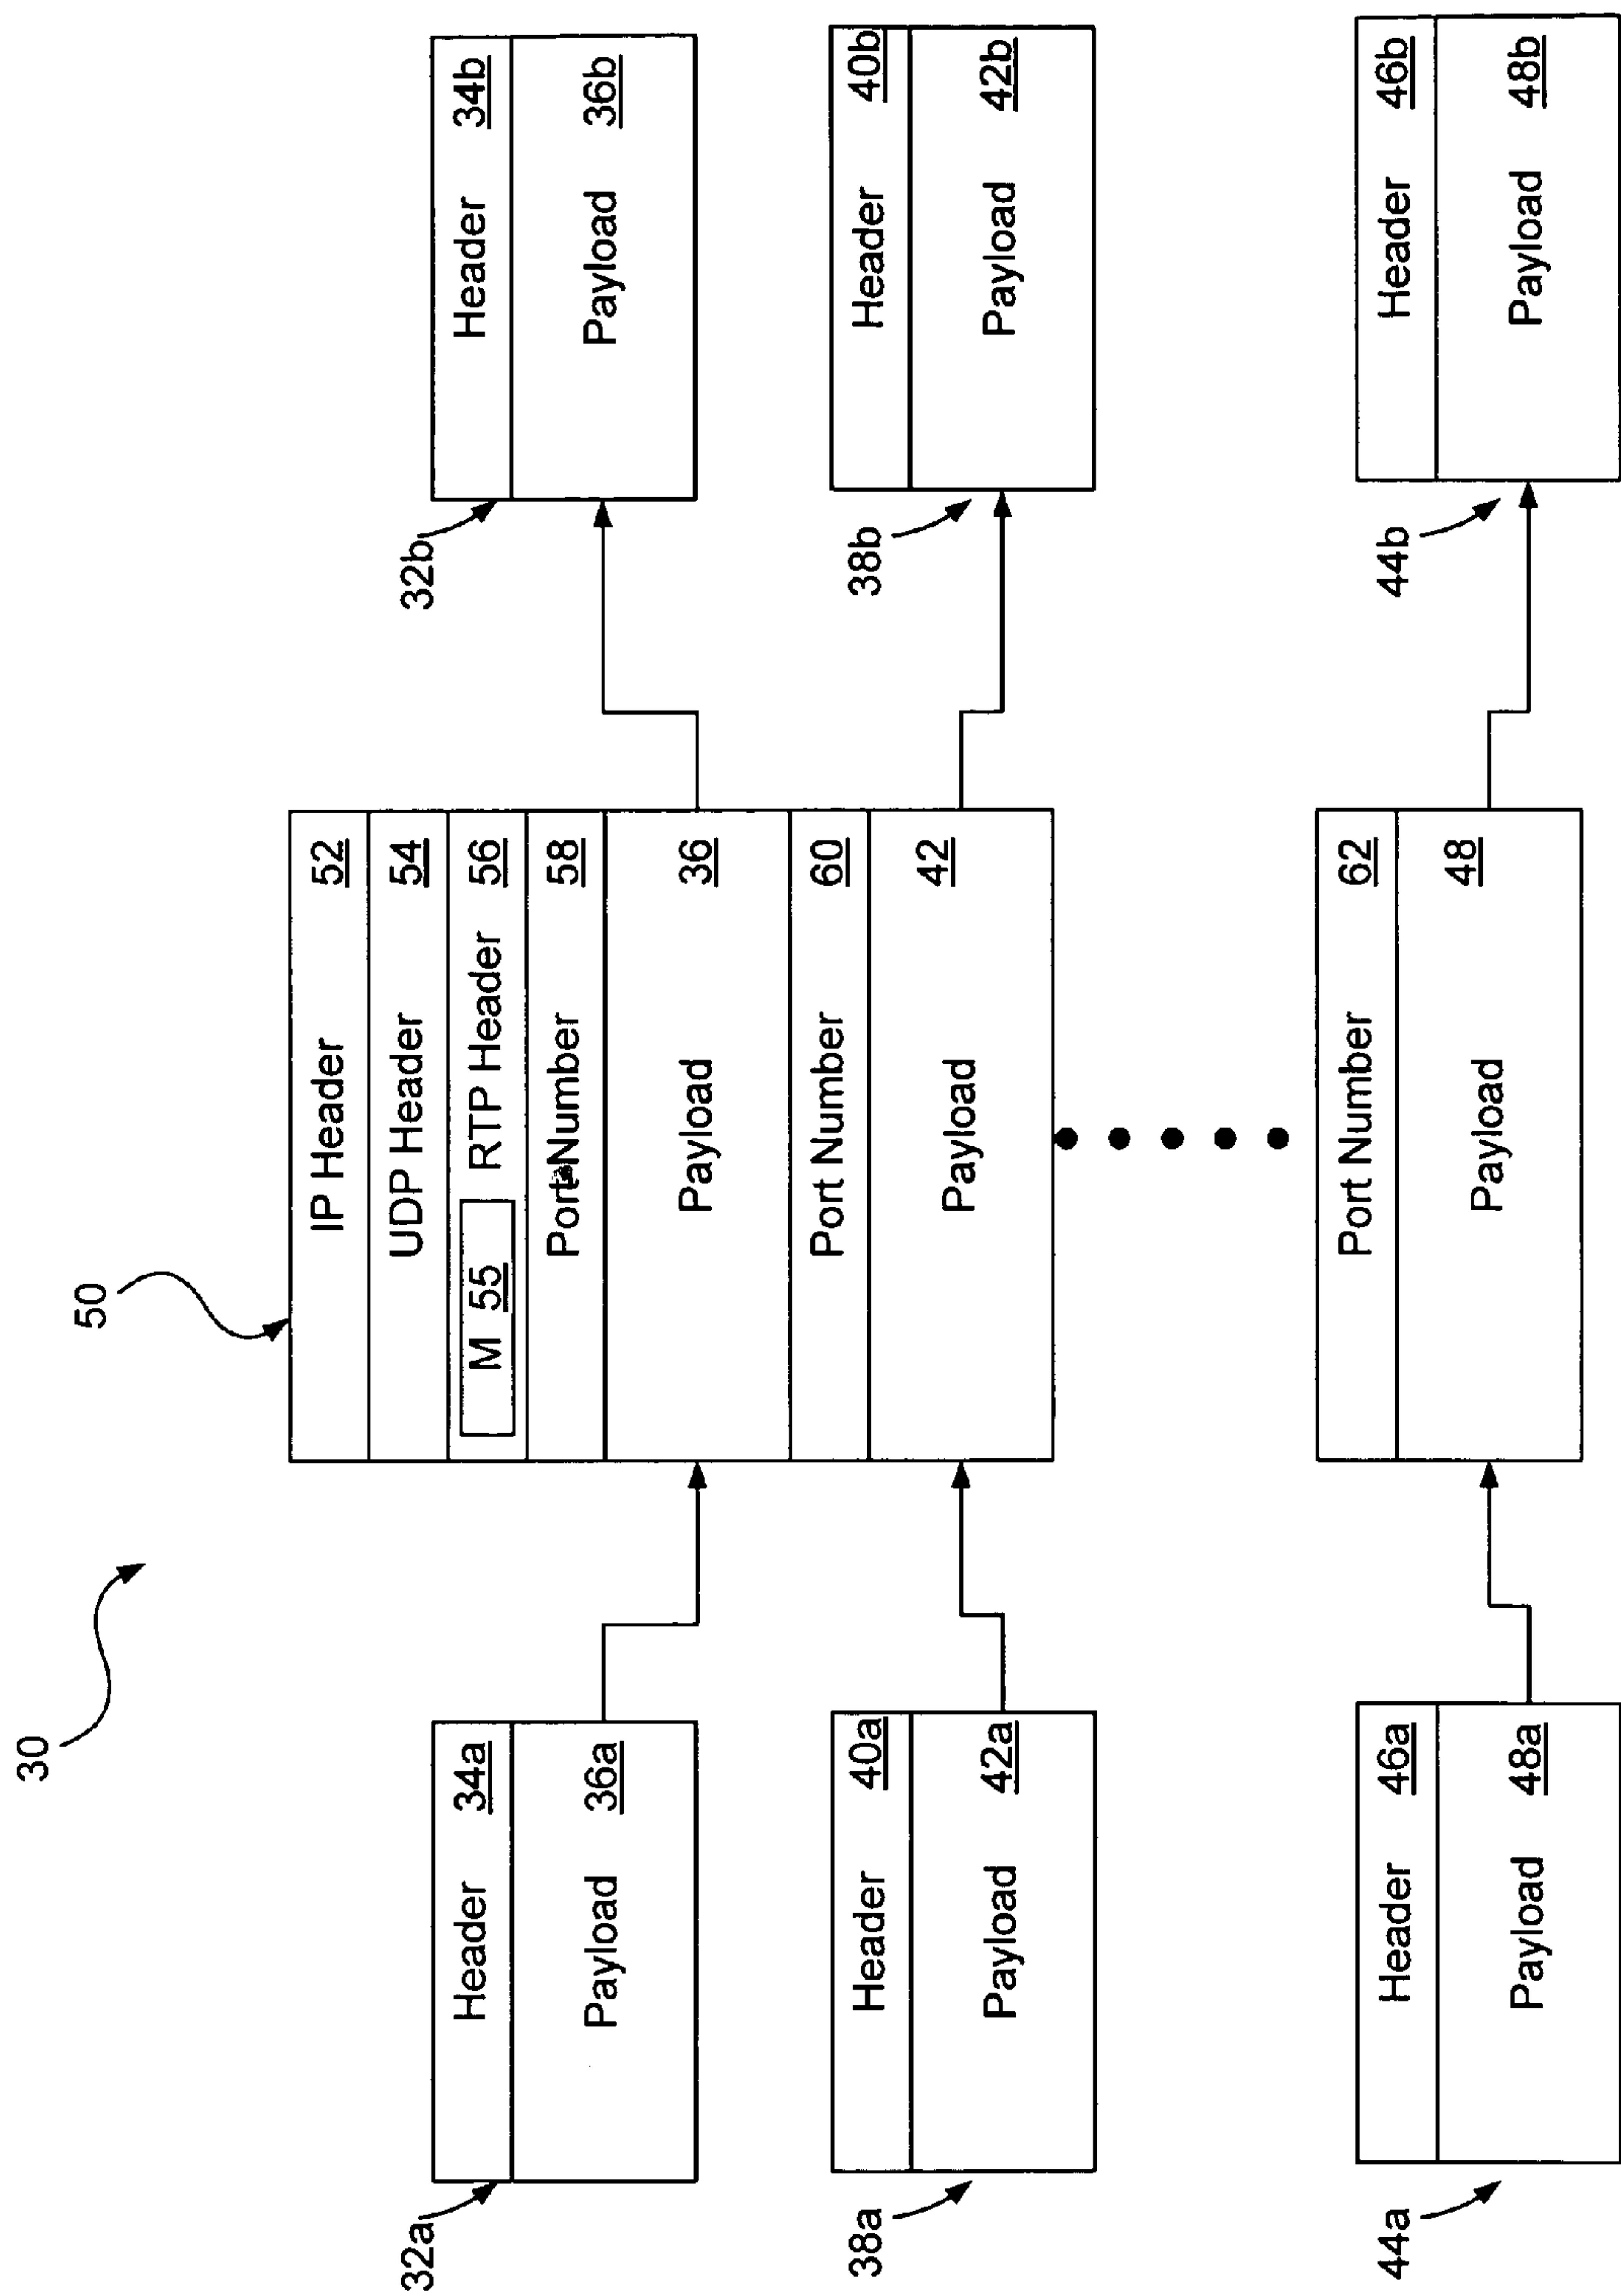 30
50
32a
Header 34a
Payload 36a
38a
Header 40a
Payload 42a
44a
Header 46a
Payload 48a
IP Header 52
UDP Header 54
M 55 RTP Header 56
Port Number 58
Payload 36
Port Number 60
Payload 42
Port Number 62
Payload 48
32b
Header 34b
Payload 36b
38b
Header 40b
Payload 42b
44b
Header 46b
Payload 48b